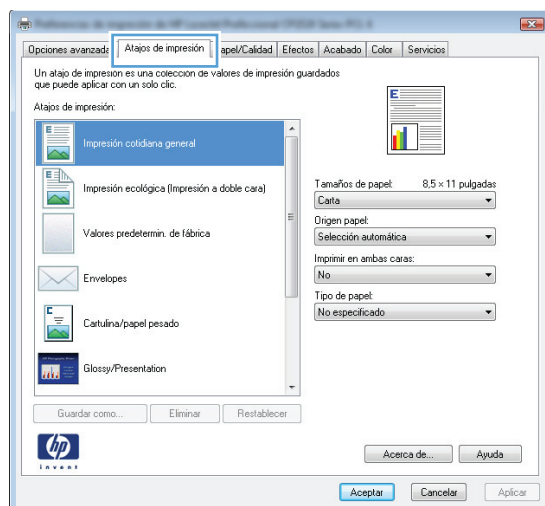 Opciones avanzada
Atajos de impresión
apel/Calidad
Efectos
Acabado
Color
Servicios
Un atajo de impresión es una colección de valores de impresión guardados
que puede aplicar con un solo clic.
Atajos de impresión:
Impresión cotidiana general
Impresión ecológica (Impresión a doble cara)
Valores predetermin. de fábrica
Envelopes
Cartulina/papel pesado
Glossy/Presentation
Guardar como...
Eliminar
Restablecer
Tamaños de papel: 8,5 × 11 pulgadas
Carta
Origen papel:
Selección automática
Imprimir en ambas caras:
No
Tipo de papel:
No especificado
hp
invent
Acerca de...
Ayuda
Aceptar
Cancelar
Aplicar